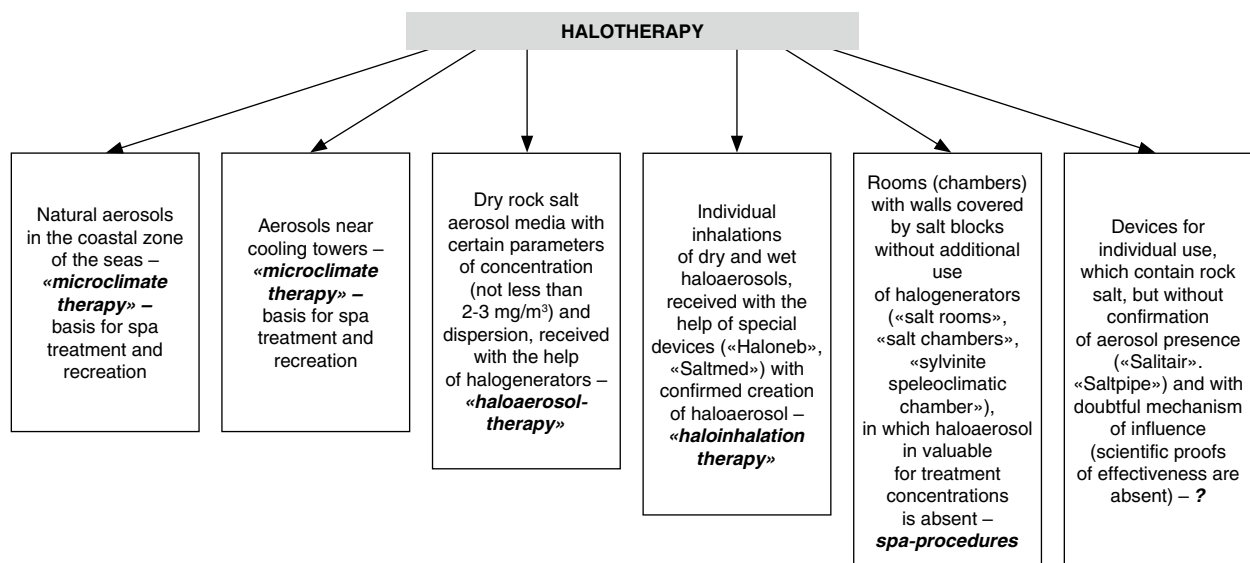 HALOTHERAPY
Natural aerosols
in the coastal zone
of the seas –
«microclimate
therapy» –
basis for spa
treatment and
recreation
Aerosols near
cooling towers –
«microclimate
therapy» –
basis for spa
treatment and
recreation
Dry rock salt
aerosol media with
certain parameters
of concentration
(not less than
2-3 mg/m³) and
dispersion, received
with the help
of halogenerators –
«haloaerosol-
therapy»
Individual
inhalations
of dry and wet
haloaerosols,
received with the
help of special
devices («Haloneb»,
«Saltmed») with
confirmed creation
of haloaerosol –
«haloinhalation
therapy»
Rooms (chambers)
with walls covered
by salt blocks
without additional
use
of halogenerators
(«salt rooms»,
«salt chambers»,
«sylvinite
speleoclimatic
chamber»),
in which haloaerosol
in valuable
for treatment
concentrations
is absent –
spa-procedures
Devices for
individual use,
which contain rock
salt, but without
confirmation
of aerosol presence
(«Salitair».
«Saltpipe») and with
doubtful mechanism
of influence
(scientific proofs
of effectiveness are
absent) – ?